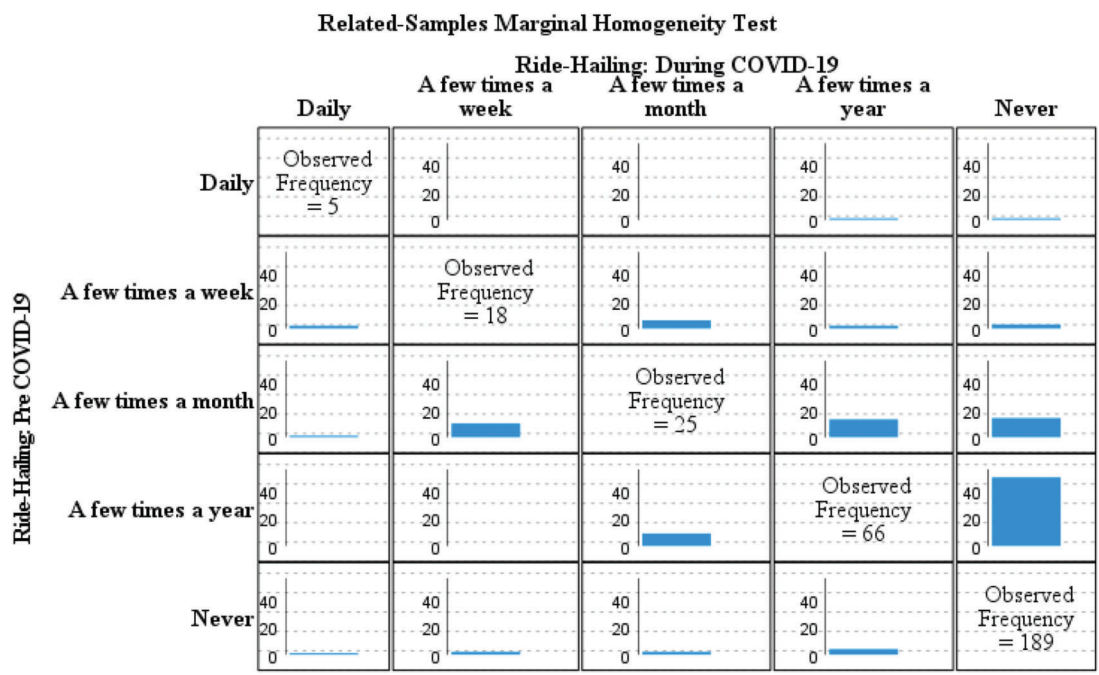 Related-Samples Marginal Homogeneity Test
Ride-Hailing: During COVID-19
Daily
A few times a
week
A few times a
month
A few times a
year
Never
Ride-Hailing: Pre COVID-19
Daily
Observed
Frequency
= 5
40
20
0
40
20
0
40
20
0
40
20
0
A few times a week
40
20
0
Observed
Frequency
= 18
40
20
0
40
20
0
40
20
0
A few times a month
40
20
0
40
20
0
Observed
Frequency
= 25
40
20
0
40
20
0
A few times a year
40
20
0
40
20
0
40
20
0
Observed
Frequency
= 66
40
20
0
Never
40
20
0
40
20
0
40
20
0
40
20
0
Observed
Frequency
= 189